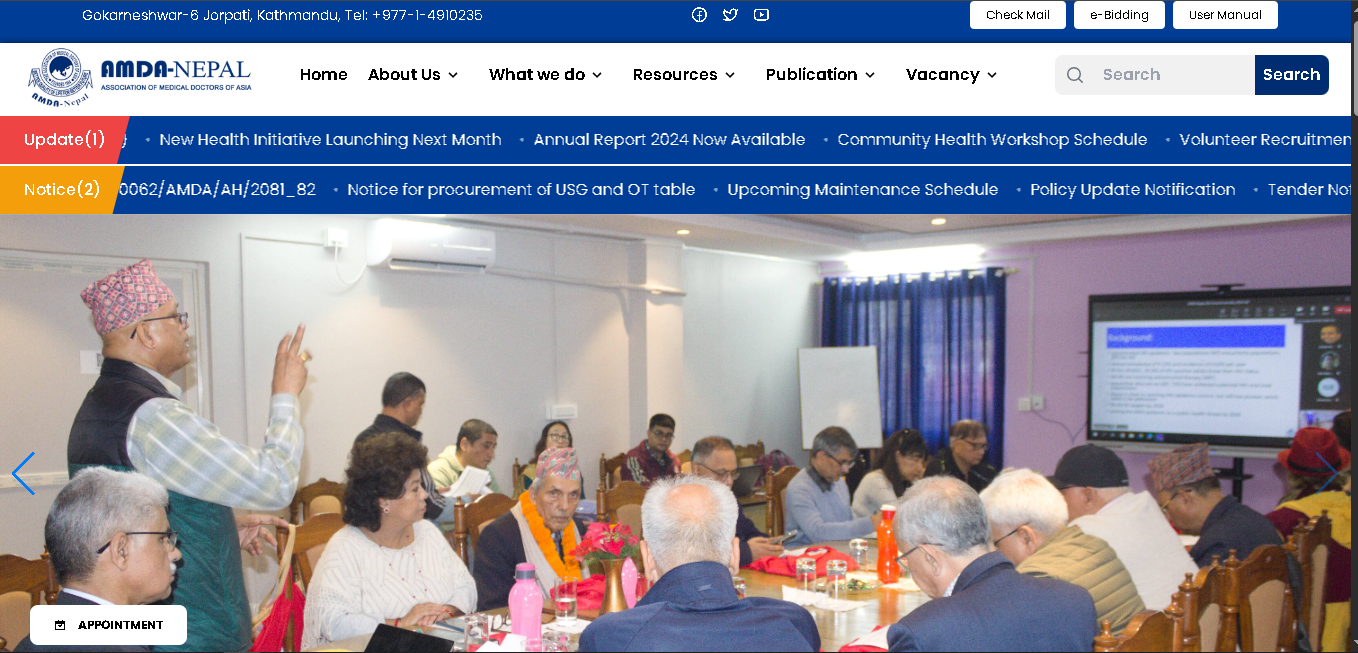 Gokarneshwar-6 Jorpati, Kathmandu, Tel: +977-1-4910235
Check Mail
e-Bidding
User Manual
AMDA-NEPAL
ASSOCIATION OF MEDICAL DOCTORS OF ASIA
AMDA-Nepal
Home
About Us
What we do
Resources
Publication
Vacancy
Search
Search
Update(1)
• New Health Initiative Launching Next Month • Annual Report 2024 Now Available • Community Health Workshop Schedule • Volunteer
Notice(2)
0062/AMDA/AH/2081_82 • Notice for procurement of USG and OT table • Upcoming Maintenance Schedule • Policy Update Notification • Tender
Background:
APPOINTMENT